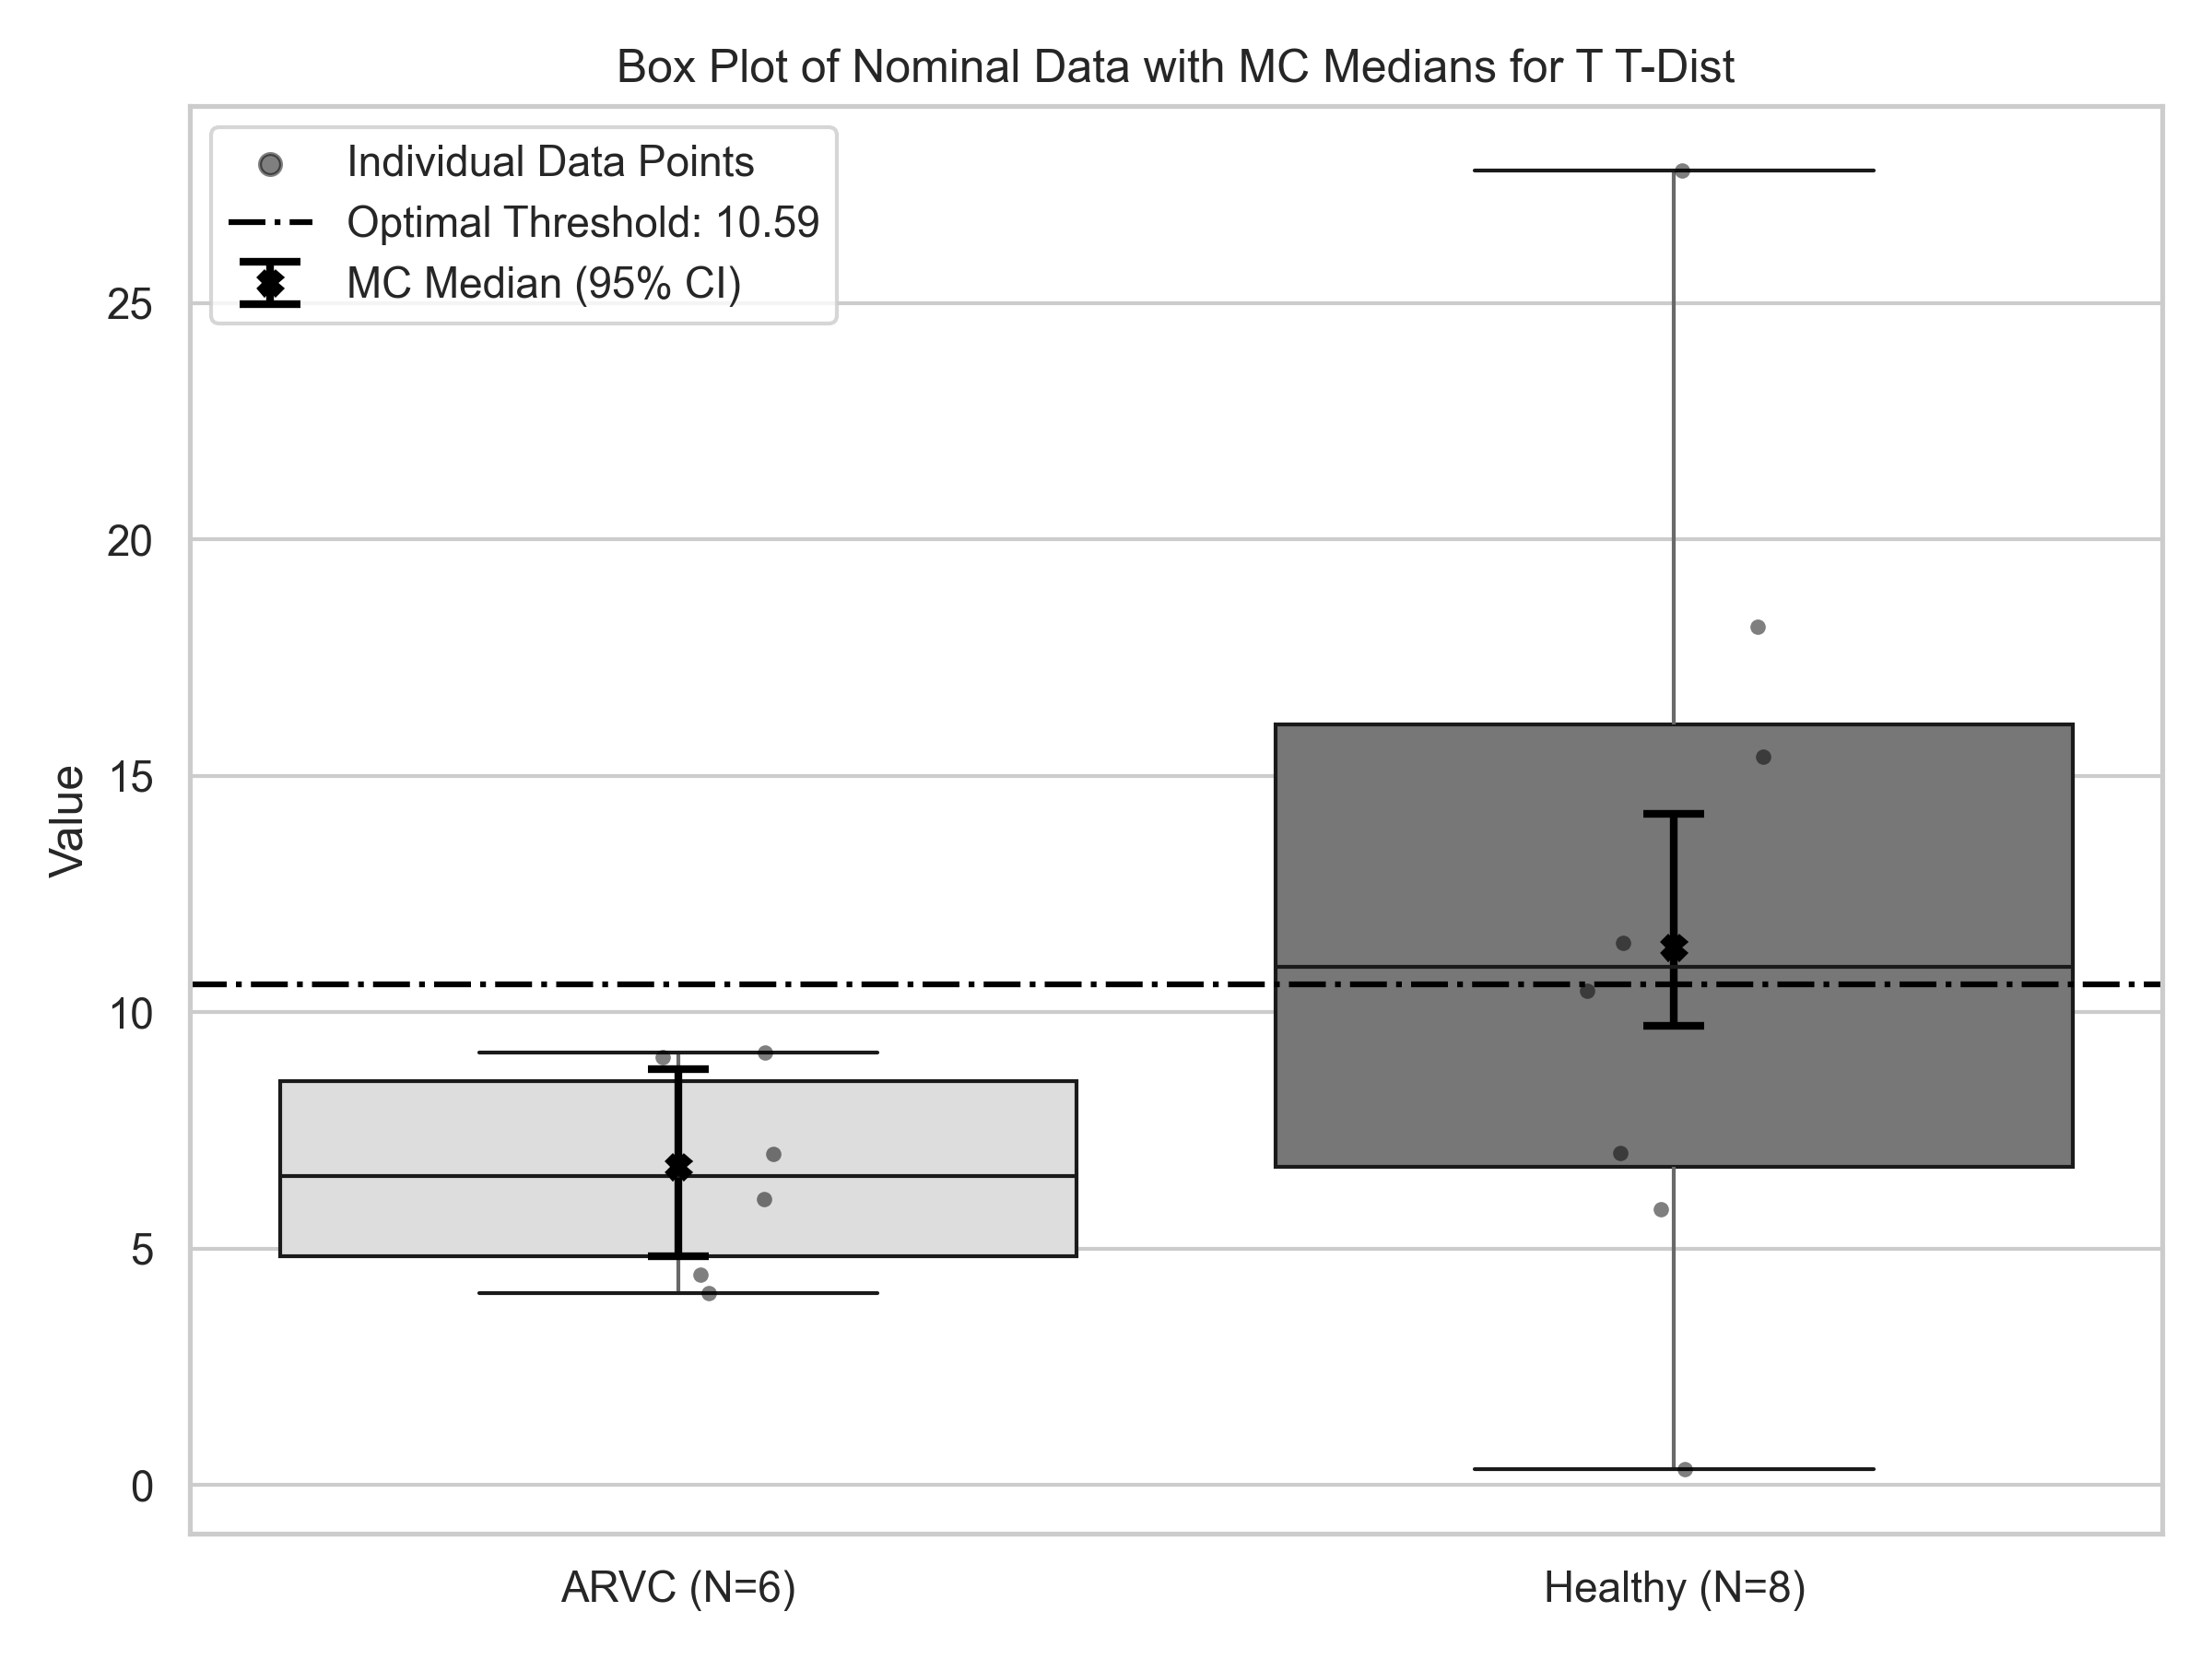 Box Plot of Nominal Data with MC Medians for T T-Dist
Individual Data Points
Optimal Threshold: 10.59
MC Median (95% CI)
Value
25
20
15
10
5
0
ARVC (N=6)
Healthy (N=8)